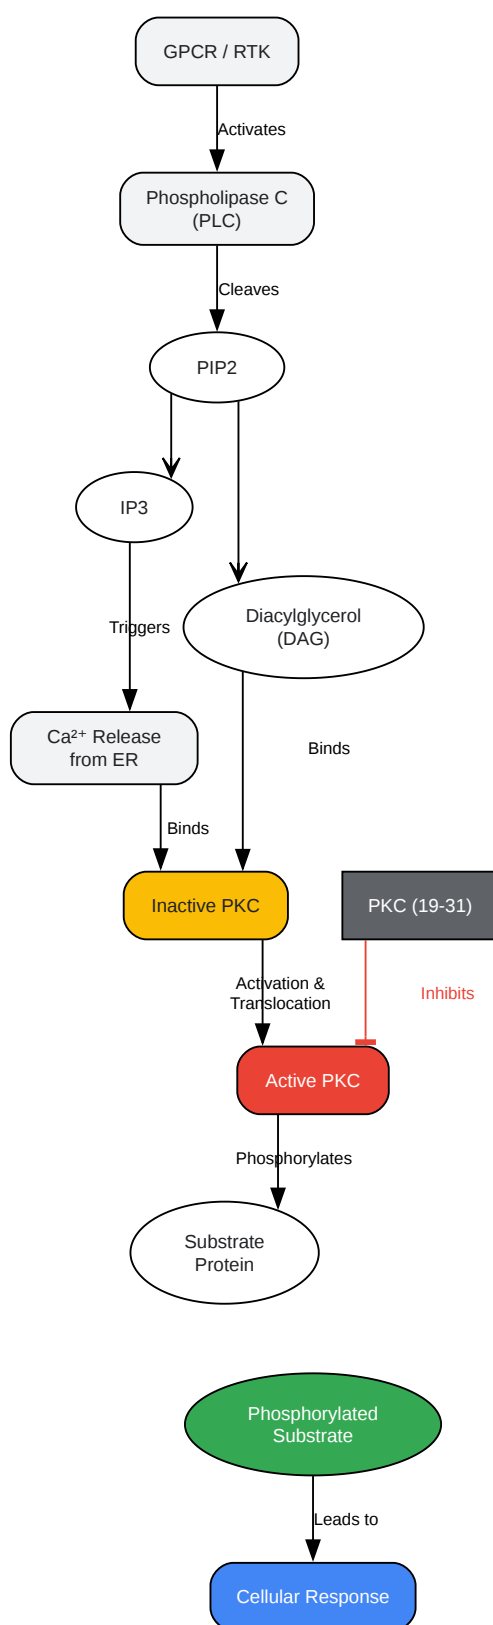 GPCR / RTK
Activates
Phospholipase C
(PLC)
Cleaves
PIP2
IP3
Diacylglycerol
(DAG)
Triggers
Ca²⁺ Release
from ER
Binds
Binds
Inactive PKC
PKC (19-31)
Activation &
Translocation
Inhibits
Active PKC
Phosphorylates
Substrate
Protein
Phosphorylated
Substrate
Leads to
Cellular Response